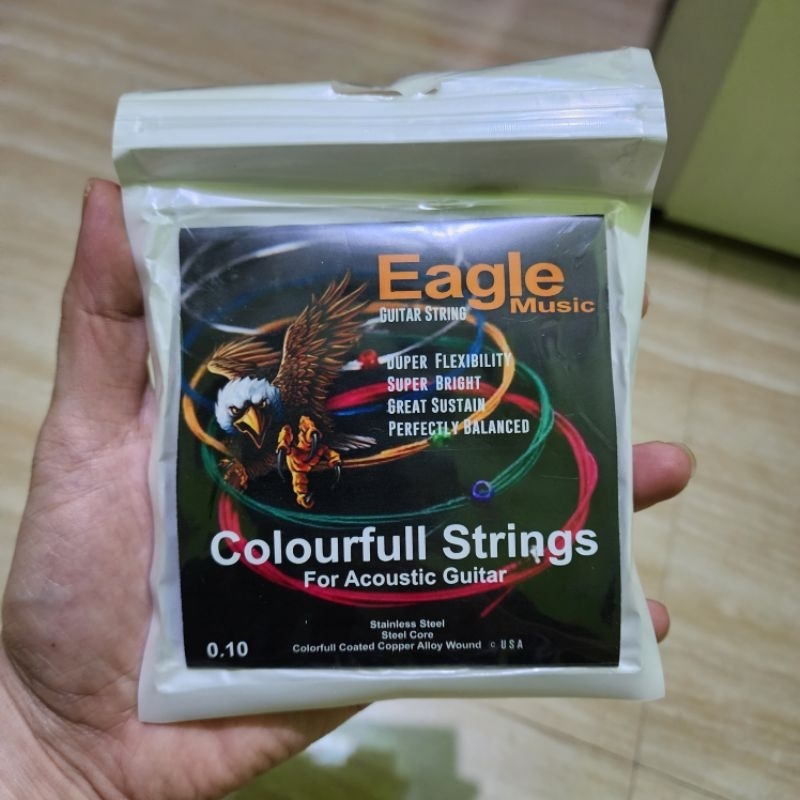 Eagle
Music
GUITAR STRING
DUPER FLEXIBILITY
SUPER BRIGHT
GREAT SUSTAIN
PERFECTLY BALANCED
Colourfull Strings
For Acoustic Guitar
Stainless Steel
Steel Core
Colorfull Coated Copper Alloy Wound © USA
0.10